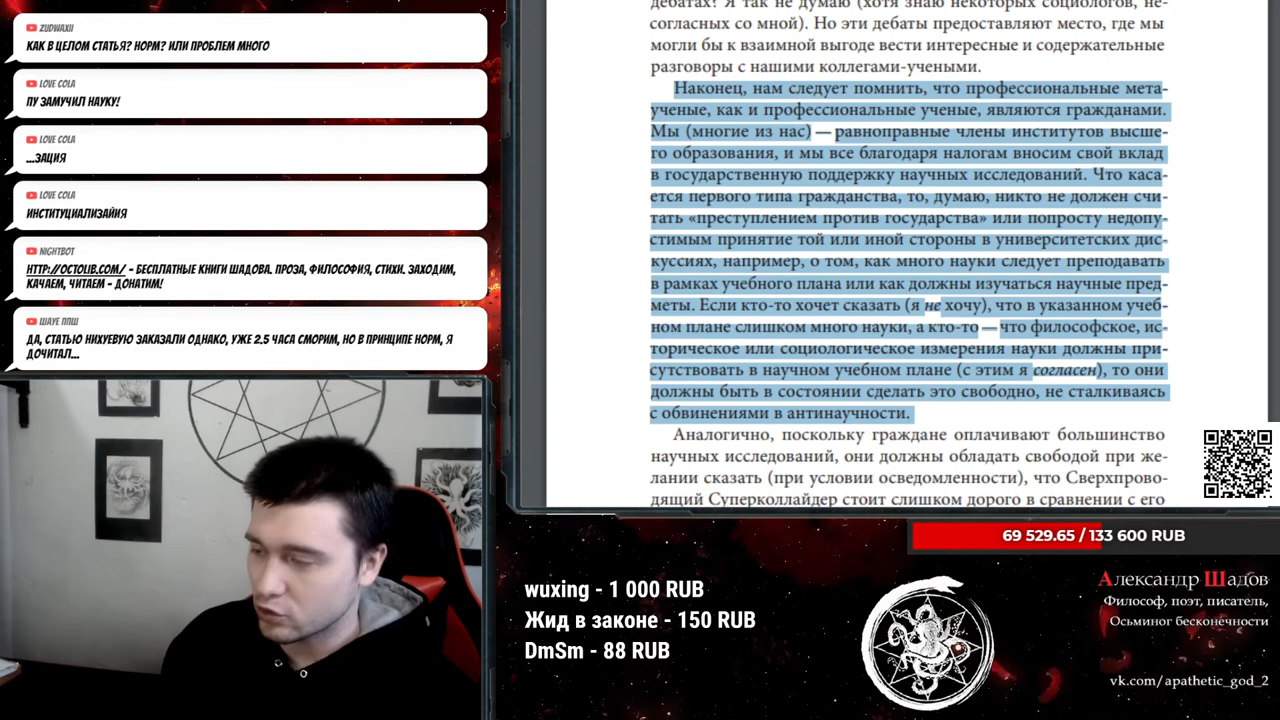 ZUDWAXII
КАК В ЦЕЛОМ СТАТЬЯ? НОРМ? ИЛИ ПРОБЛЕМ МНОГО
LOVE COLA
ПУ ЗАМУЧИЛ НАУКУ!
LOVE COLA
...ЗАЦИЯ
LOVE COLA
ИНСТИТУЦИАЛИЗАЙИЯ
NIGHTBOT
HTTP://OCTOLIB.COM/ - БЕСПЛАТНЫЕ КНИГИ ШАДОВА. ПРОЗА, ФИЛОСОФИЯ, СТИХИ. ЗАХОДИМ,
КАЧАЕМ, ЧИТАЕМ - ДОНАТИМ!
ШАУЕ ППШ
ДА, СТАТЬЮ НИХУЕВУЮ ЗАКАЗАЛИ ОДНАКО, УЖЕ 2,5 ЧАСА СМОРИМ, НО В ПРИНЦИПЕ НОРМ, Я
ДОЧИТАЛ...
дебатах? Я так не думаю (хотя знаю некоторых социологов, не-
согласных со мной). Но эти дебаты предоставляют место, где мы
могли бы к взаимной выгоде вести интересные и содержательные
разговоры с нашими коллегами-учеными.
Наконец, нам следует помнить, что профессиональные мета-
ученые, как и профессиональные ученые, являются гражданами.
Мы (многие из нас) — равноправные члены институтов высше-
го образования, и мы все благодаря налогам вносим свой вклад
в государственную поддержку научных исследований. Что каса-
ется первого типа гражданства, то, думаю, никто не должен счи-
тать «преступлением против государства» или попросту недопу-
стимым принятие той или иной стороны в университетских дис-
куссиях, например, о том, как много науки следует преподавать
в рамках учебного плана или как должны изучаться научные пред-
меты. Если кто-то хочет сказать (я не хочу), что в указанном учеб-
ном плане слишком много науки, а кто-то — что философское, ис-
торическое или социологическое измерения науки должны при-
сутствовать в научном учебном плане (с этим я согласен), то они
должны быть в состоянии сделать это свободно, не сталкиваясь
с обвинениями в антинаучности.
Аналогично, поскольку граждане оплачивают большинство
научных исследований, они должны обладать свободой при же-
лании сказать (при условии осведомленности), что Сверхпрово-
дящий Суперколлайдер стоит слишком дорого в сравнении с его
69 529.65 / 133 600 RUB
wuxing - 1 000 RUB
Жид в законе - 150 RUB
DmSm - 88 RUB
Александр Шадов
Философ, поэт, писатель,
Осьминог бесконечности
vk.com/apathetic_god_2